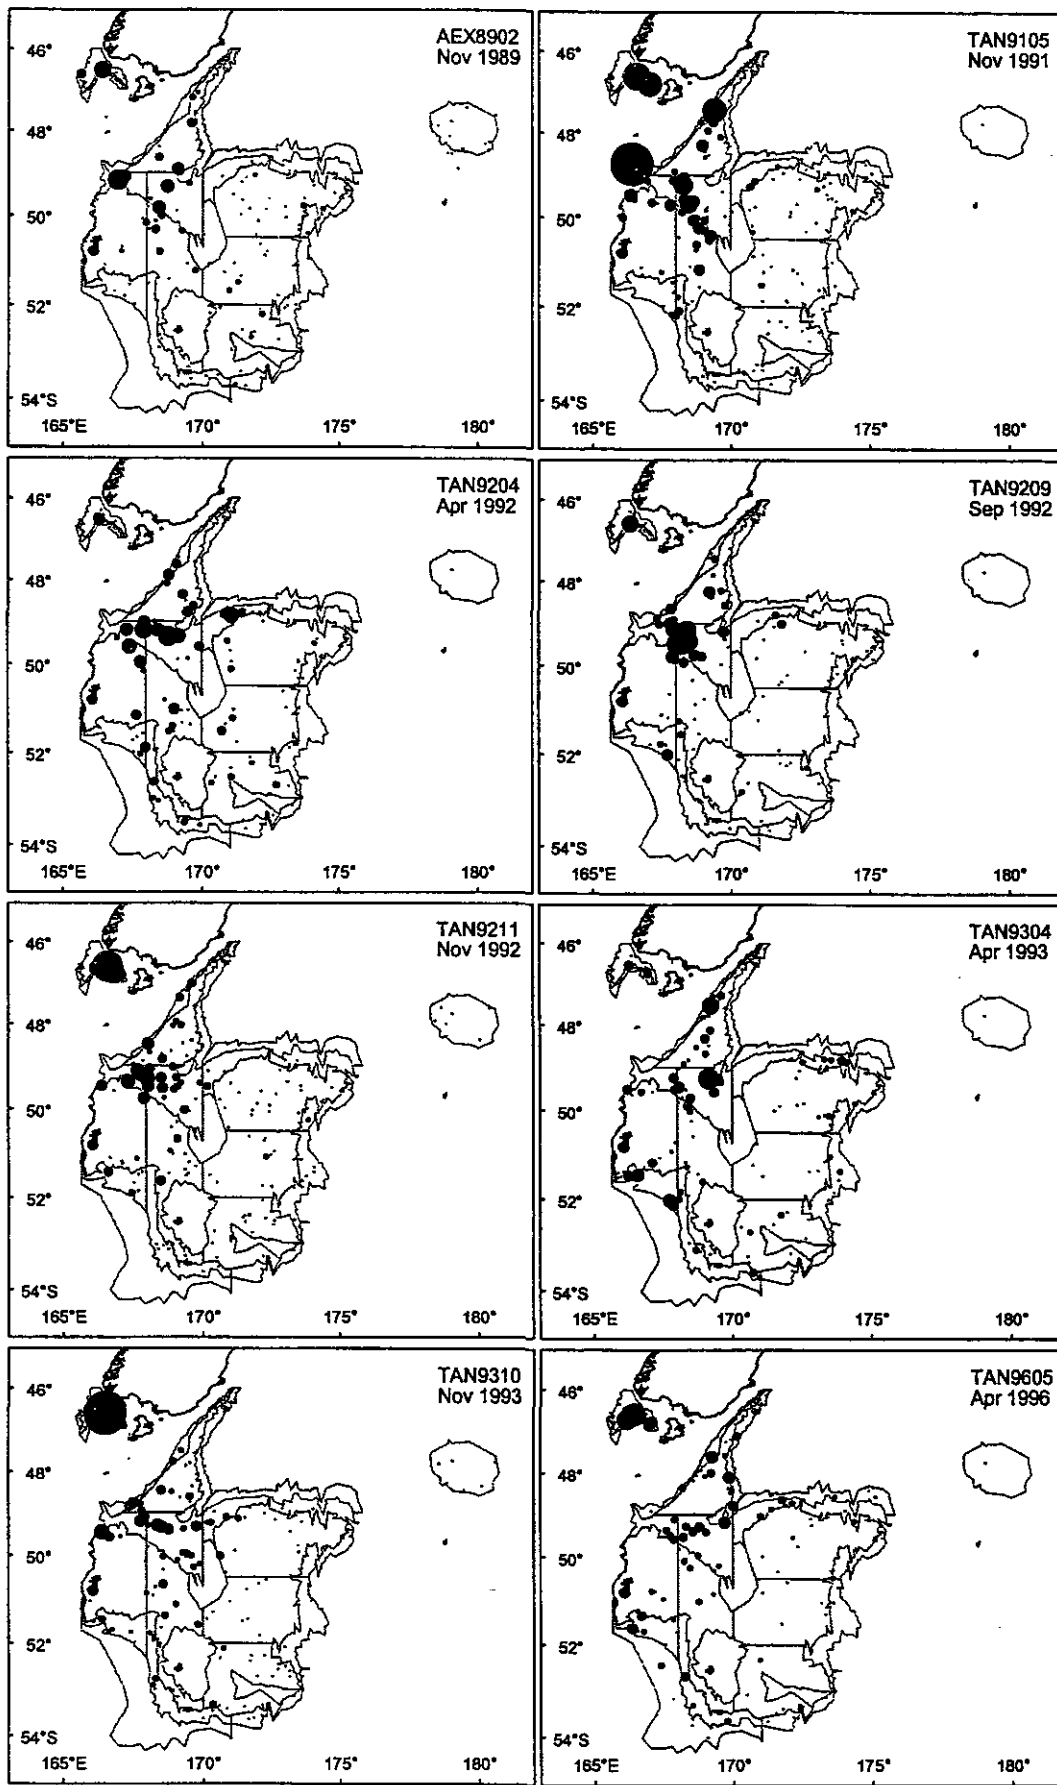 AEX8902
Nov 1989
46°
48°
50°
52°
54°S
165°E 170° 175° 180°
TAN9105
Nov 1991
46°
48°
50°
52°
54°S
165°E 170° 175° 180°
TAN9204
Apr 1992
46°
48°
50°
52°
54°S
165°E 170° 175° 180°
TAN9209
Sep 1992
46°
48°
50°
52°
54°S
165°E 170° 175° 180°
TAN9211
Nov 1992
46°
48°
50°
52°
54°S
165°E 170° 175° 180°
TAN9304
Apr 1993
46°
48°
50°
52°
54°S
165°E 170° 175° 180°
TAN9310
Nov 1993
46°
48°
50°
52°
54°S
165°E 170° 175° 180°
TAN9605
Apr 1996
46°
48°
50°
52°
54°S
165°E 170° 175° 180°